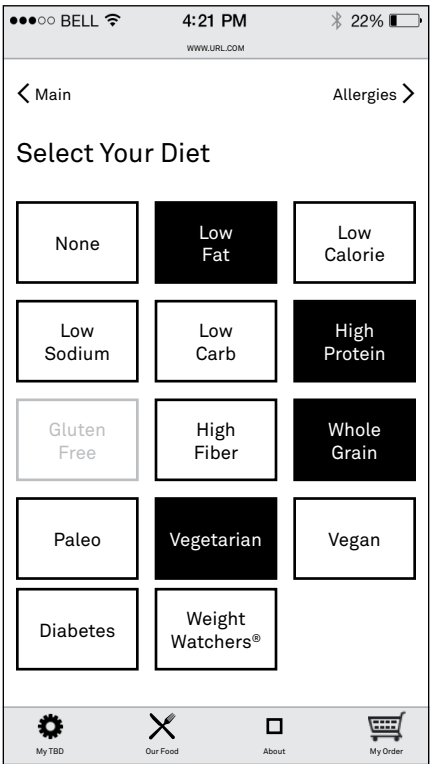 BELL 4:21 PM 22%
WWW.URL.COM
Main Allergies
Select Your Diet
None
Low
Fat
Low
Calorie
Low
Sodium
Low
Carb
High
Protein
Gluten
Free
High
Fiber
Whole
Grain
Paleo
Vegetarian
Vegan
Diabetes
Weight
Watchers®
My TBD
Our Food
About
My Order